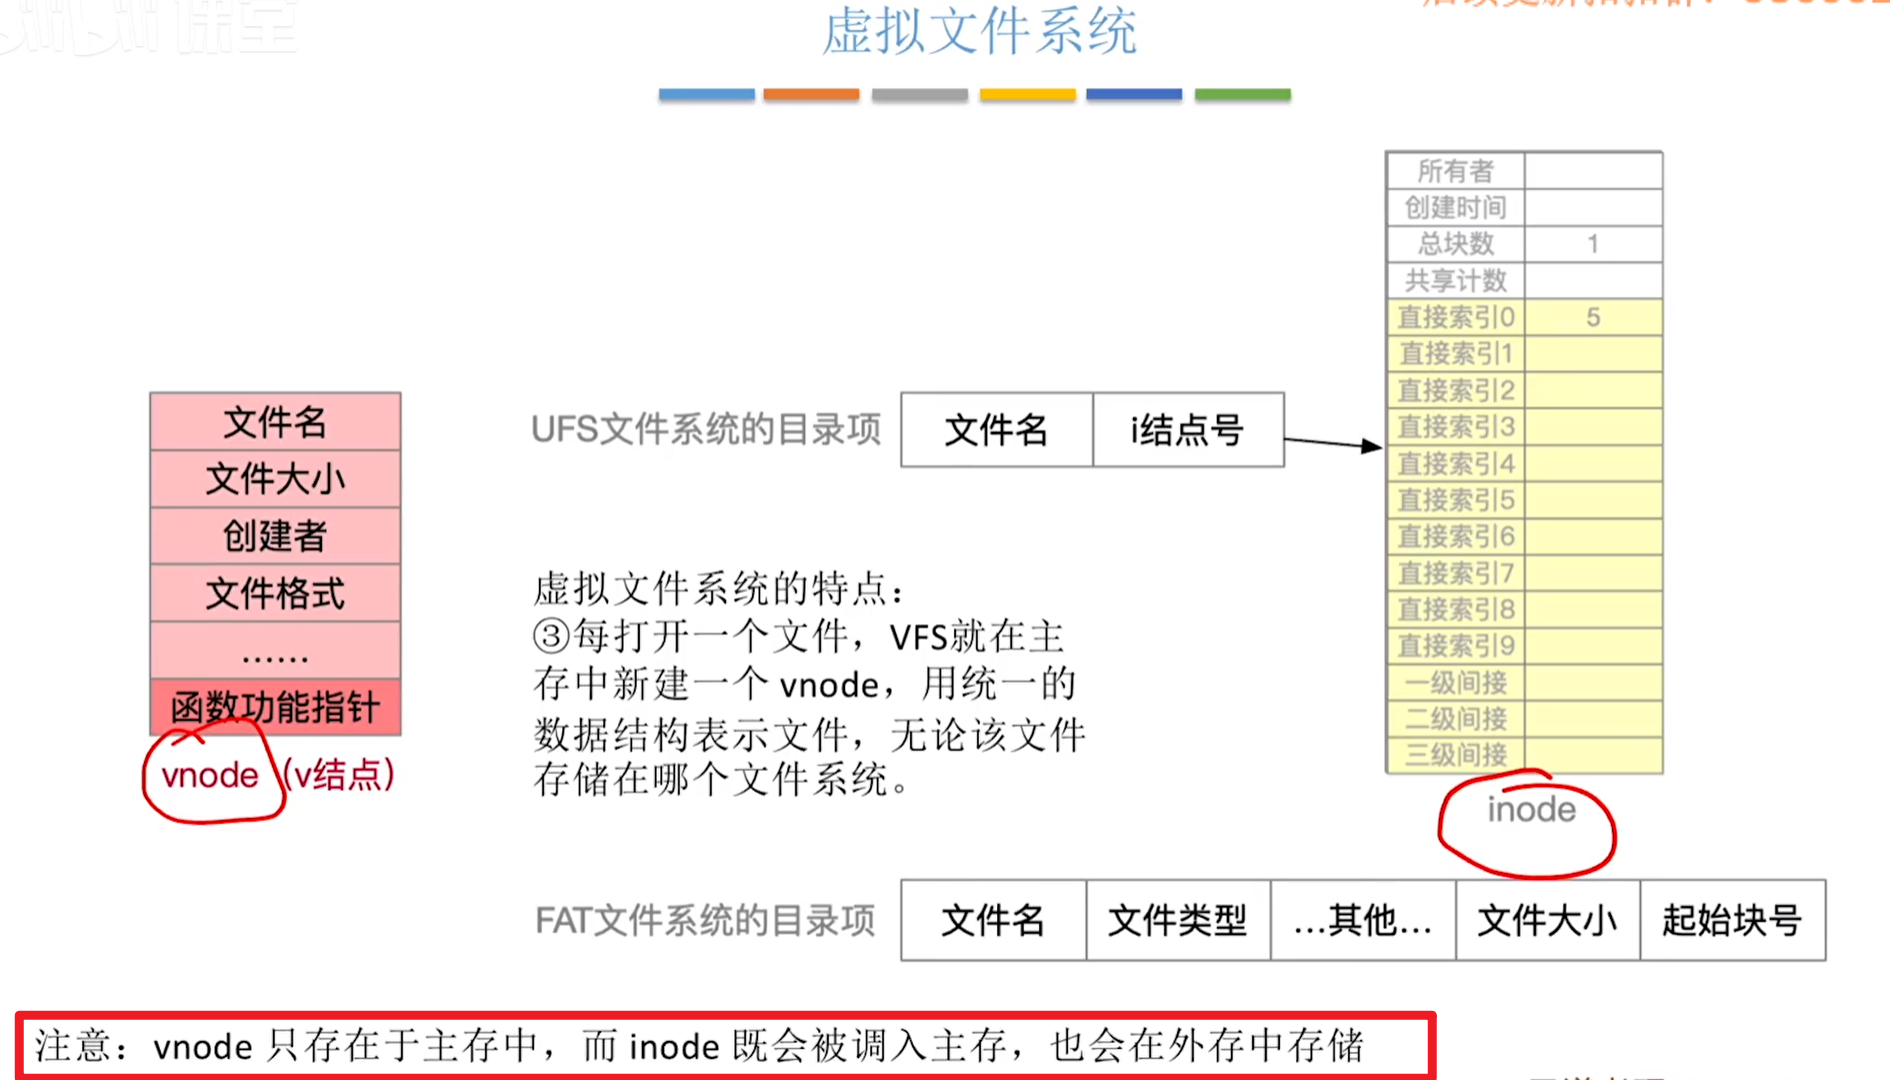 虚拟文件系统
所有者
创建时间
总块数 1
共享计数
直接索引0 5
直接索引1
直接索引2
直接索引3
直接索引4
直接索引5
直接索引6
直接索引7
直接索引8
直接索引9
一级间接
二级间接
三级间接
inode
文件名
文件大小
创建者
文件格式
……
函数功能指针
vnode（v结点）
UFS文件系统的目录项 文件名 i结点号
虚拟文件系统的特点：
③每打开一个文件，VFS就在主
存中新建一个 vnode，用统一的
数据结构表示文件，无论该文件
存储在哪个文件系统。
FAT文件系统的目录项 文件名 文件类型 …其他… 文件大小 起始块号
注意：vnode 只存在于主存中，而 inode 既会被调入主存，也会在外存中存储